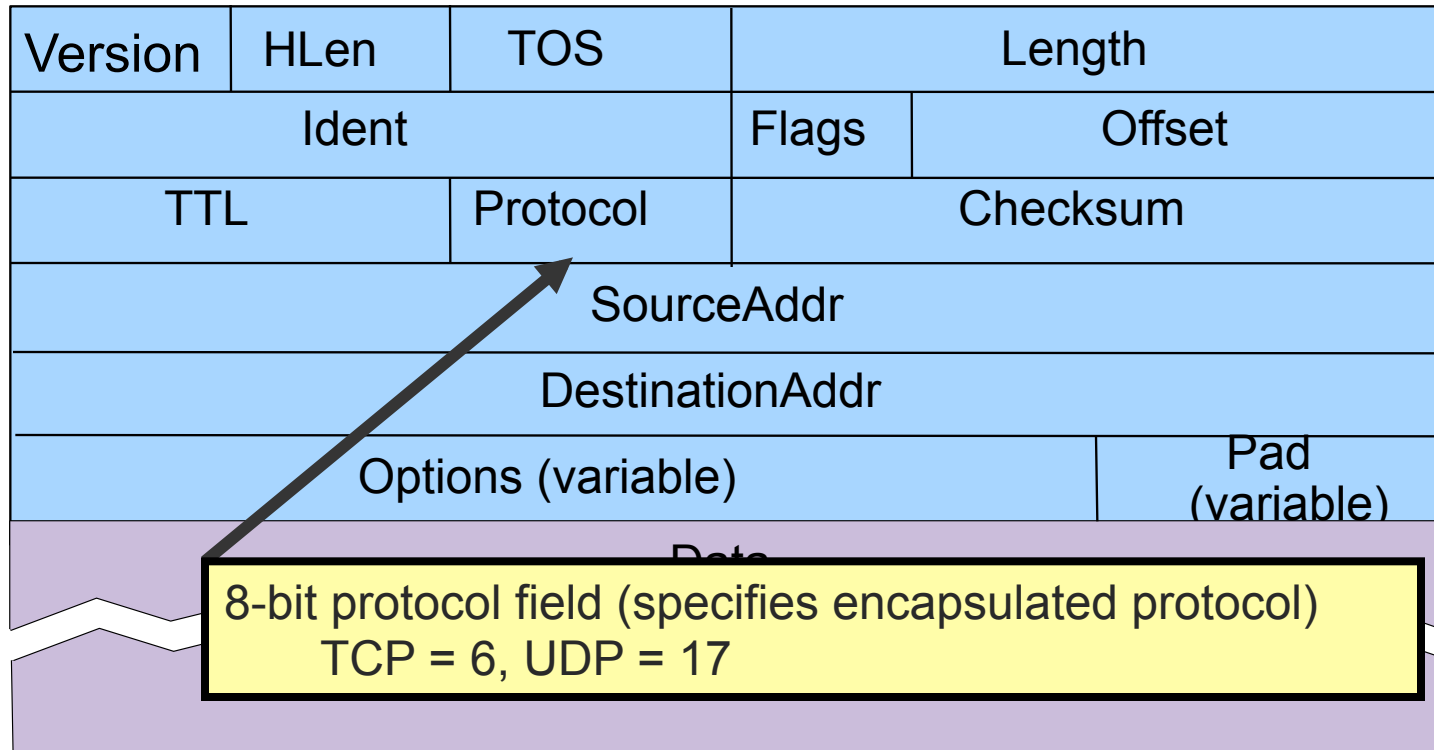 Version HLen TOS Length
Ident Flags Offset
TTL Protocol Checksum
SourceAddr
DestinationAddr
Options (variable) Pad
(variable)
Data
8-bit protocol field (specifies encapsulated protocol)
TCP = 6, UDP = 17